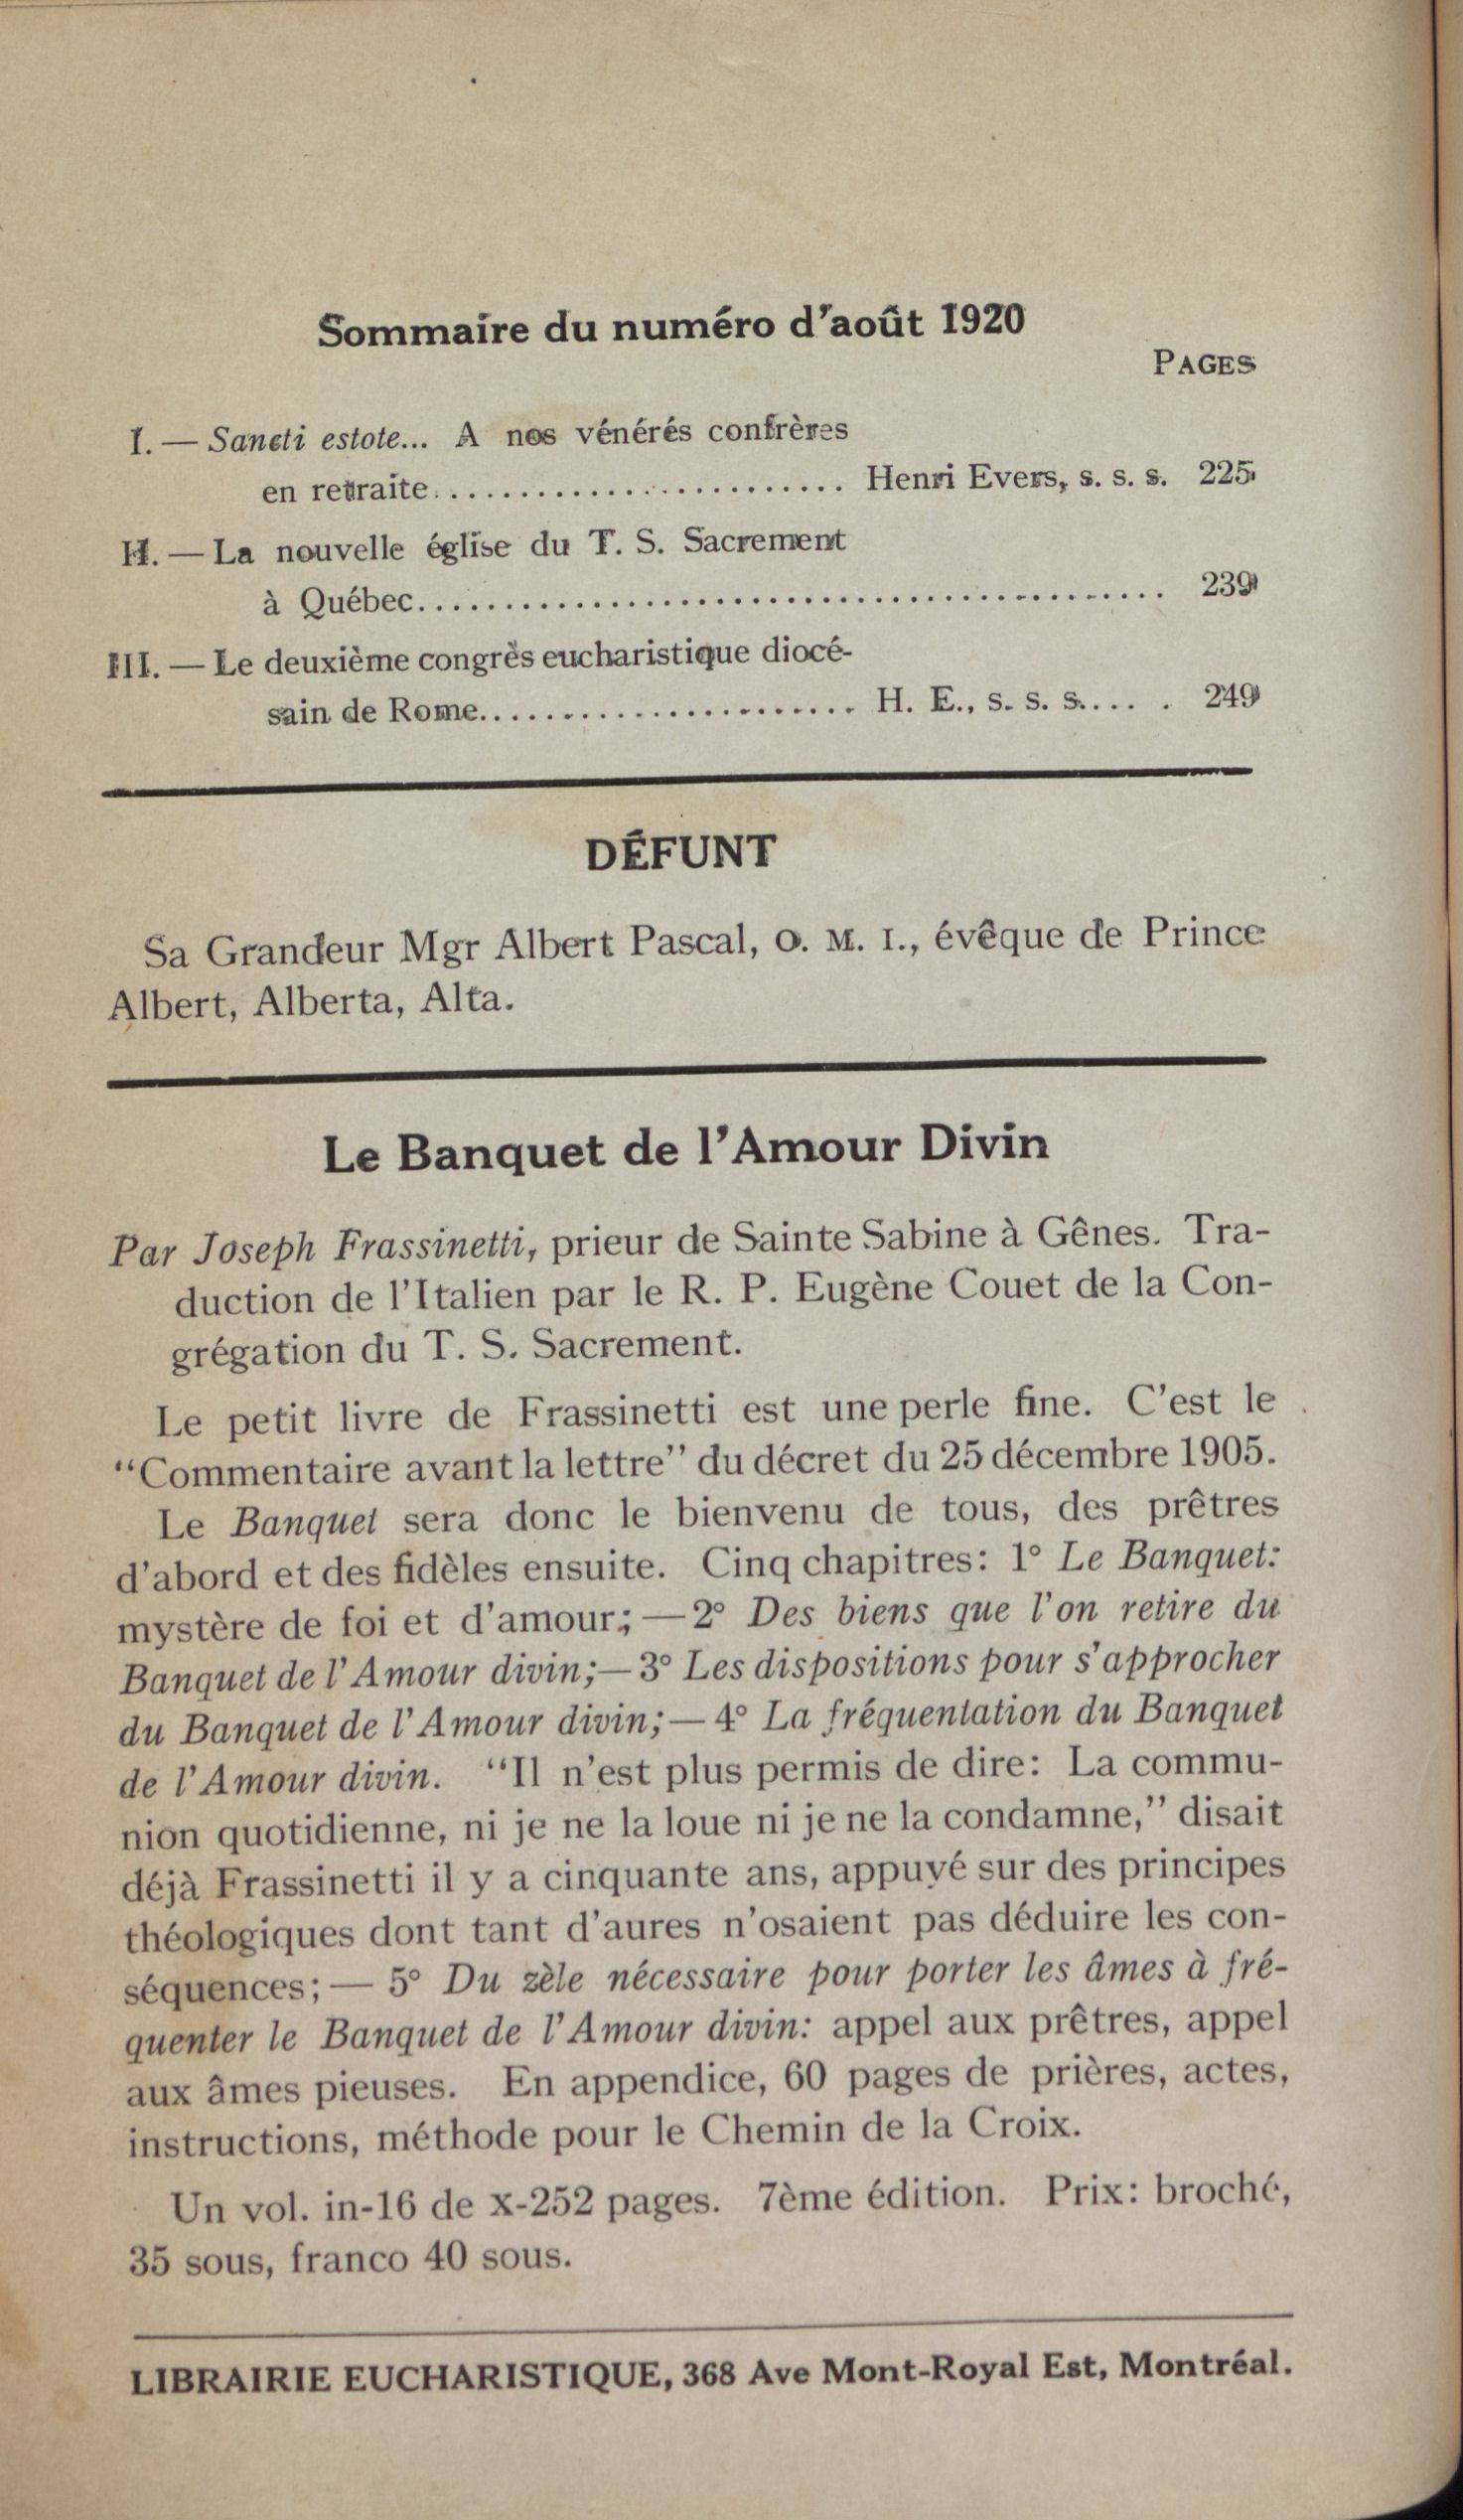 Sommaire du numéro d'août 1920
PAGES
I. — Sancti estote... A nos vénérés confrères
en retraite.......................... Henri Evers, s. s. s. 225
II. — La nouvelle église du T. S. Sacrement
à Québec.............................................. 239
III. — Le deuxième congrès eucharistique diocé-
sain de Rome........................ H. E., s. s. s.... . 249
DÉFUNT
Sa Grandeur Mgr Albert Pascal, O. M. I., évêque de Prince
Albert, Alberta, Alta.
Le Banquet de l'Amour Divin
Par Joseph Frassinetti, prieur de Sainte Sabine à Gênes. Tra-
duction de l'Italien par le R. P. Eugène Couet de la Con-
grégation du T. S. Sacrement.
Le petit livre de Frassinetti est une perle fine. C'est le
“Commentaire avant la lettre” du décret du 25 décembre 1905.
Le Banquet sera donc le bienvenu de tous, des prêtres
d'abord et des fidèles ensuite. Cinq chapitres: 1° Le Banquet:
mystère de foi et d'amour; — 2° Des biens que l'on retire du
Banquet de l'Amour divin;— 3° Les dispositions pour s'approcher
du Banquet de l'Amour divin;— 4° La fréquentation du Banquet
de l'Amour divin. “Il n'est plus permis de dire: La commu-
nion quotidienne, ni je ne la loue ni je ne la condamne,” disait
déjà Frassinetti il y a cinquante ans, appuyé sur des principes
théologiques dont tant d'aures n'osaient pas déduire les con-
séquences; — 5° Du zèle nécessaire pour porter les âmes à fré-
quenter le Banquet de l'Amour divin: appel aux prêtres, appel
aux âmes pieuses. En appendice, 60 pages de prières, actes,
instructions, méthode pour le Chemin de la Croix.
Un vol. in-16 de x-252 pages. 7ème édition. Prix: broché,
35 sous, franco 40 sous.
LIBRAIRIE EUCHARISTIQUE, 368 Ave Mont-Royal Est, Montréal.